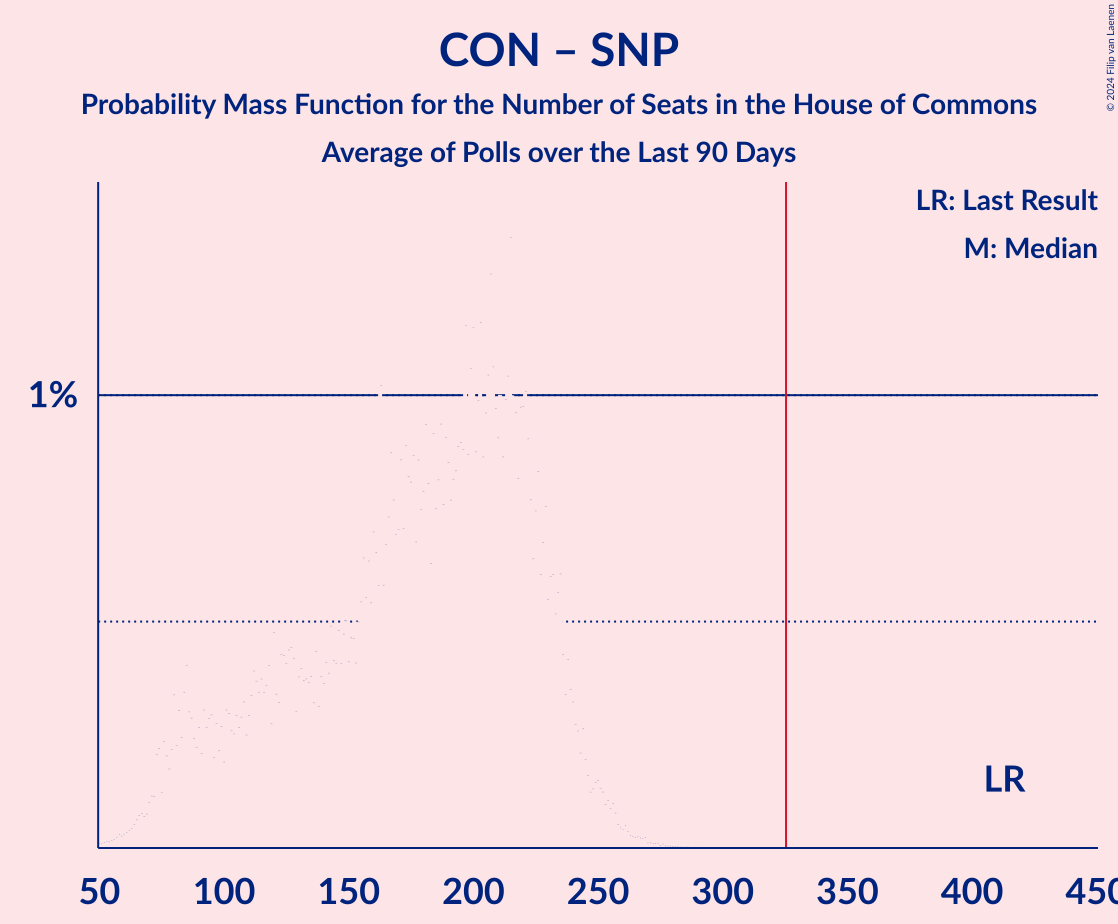 CON – SNP
Probability Mass Function for the Number of Seats in the House of Commons
Average of Polls over the Last 90 Days
© 2024 Filip van Laenen
LR: Last Result
M: Median
1%
LR
50 100 150 200 250 300 350 400 450